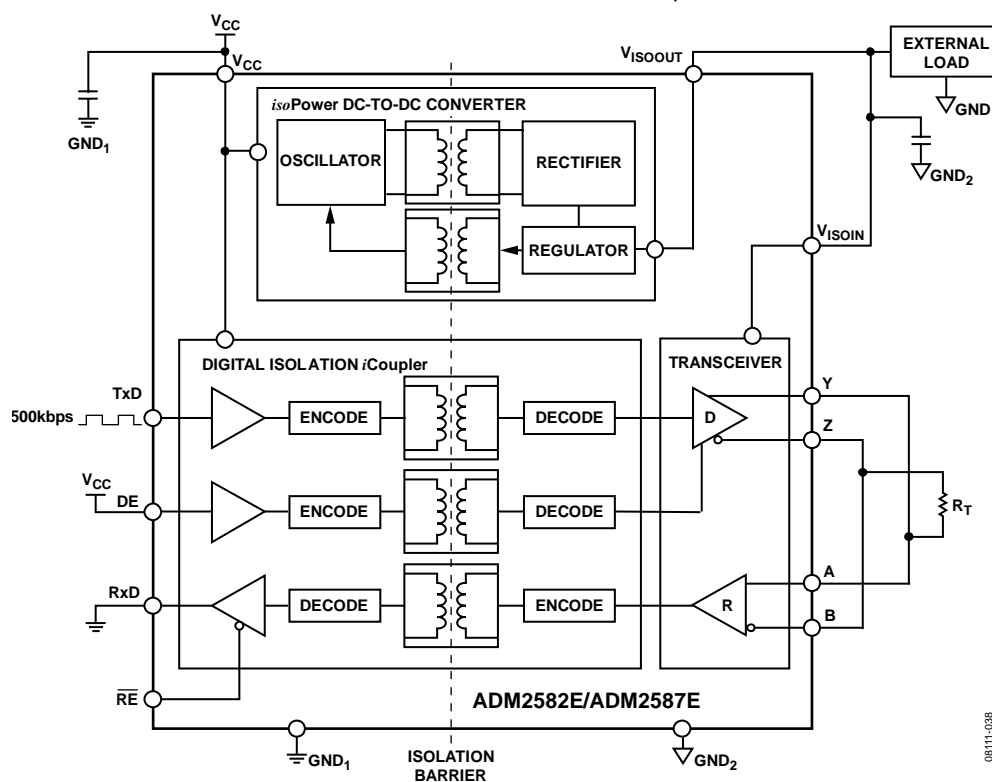 VCC
VCC
VISOOUT
EXTERNAL
LOAD
GND
GND1
isoPower DC-TO-DC CONVERTER
OSCILLATOR
RECTIFIER
REGULATOR
GND2
VISOIN
DIGITAL ISOLATION iCoupler
TRANSCEIVER
TxD
500kbps
ENCODE
DECODE
D
Y
Z
VCC
DE
ENCODE
DECODE
RT
RxD
DECODE
ENCODE
R
A
B
RE
ADM2582E/ADM2587E
GND1
ISOLATION
BARRIER
GND2
08111-038